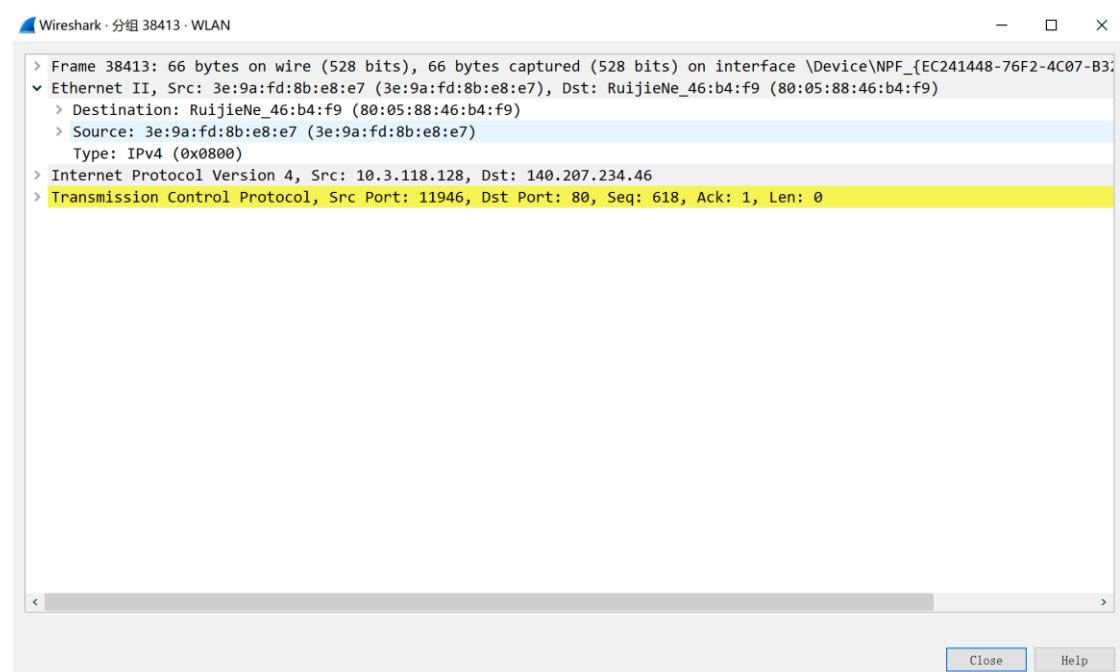 Wireshark · 分组 38413 · WLAN
Frame 38413: 66 bytes on wire (528 bits), 66 bytes captured (528 bits) on interface \Device\NPF_{EC241448-76F2-4C07-B32
Ethernet II, Src: 3e:9a:fd:8b:e8:e7 (3e:9a:fd:8b:e8:e7), Dst: RuijieNe_46:b4:f9 (80:05:88:46:b4:f9)
Destination: RuijieNe_46:b4:f9 (80:05:88:46:b4:f9)
Source: 3e:9a:fd:8b:e8:e7 (3e:9a:fd:8b:e8:e7)
Type: IPv4 (0x0800)
Internet Protocol Version 4, Src: 10.3.118.128, Dst: 140.207.234.46
Transmission Control Protocol, Src Port: 11946, Dst Port: 80, Seq: 618, Ack: 1, Len: 0
Close Help